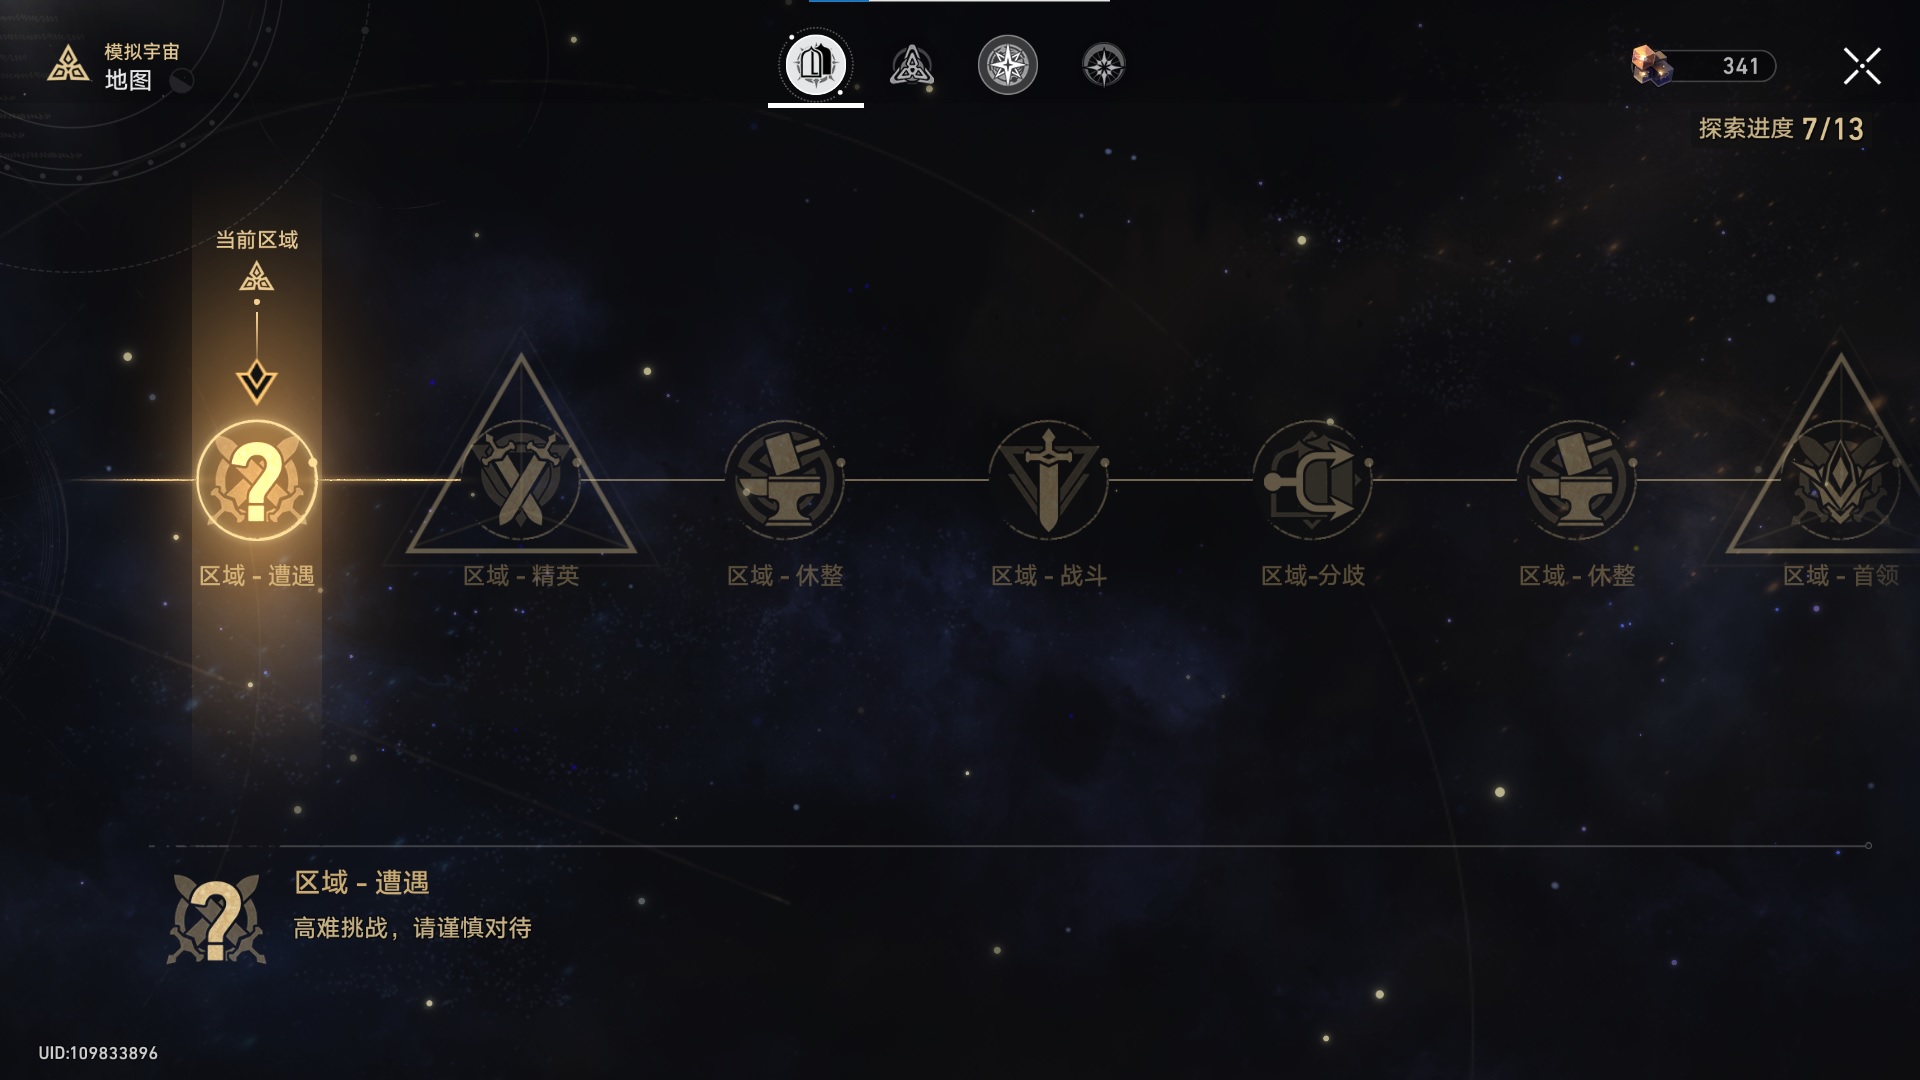 模拟宇宙
地图
341
探索进度 7/13
当前区域
区域 - 遭遇
区域 - 精英
区域 - 休整
区域 - 战斗
区域-分歧
区域 - 休整
区域 - 首领
区域 - 遭遇
高难挑战，请谨慎对待
UID:109833896